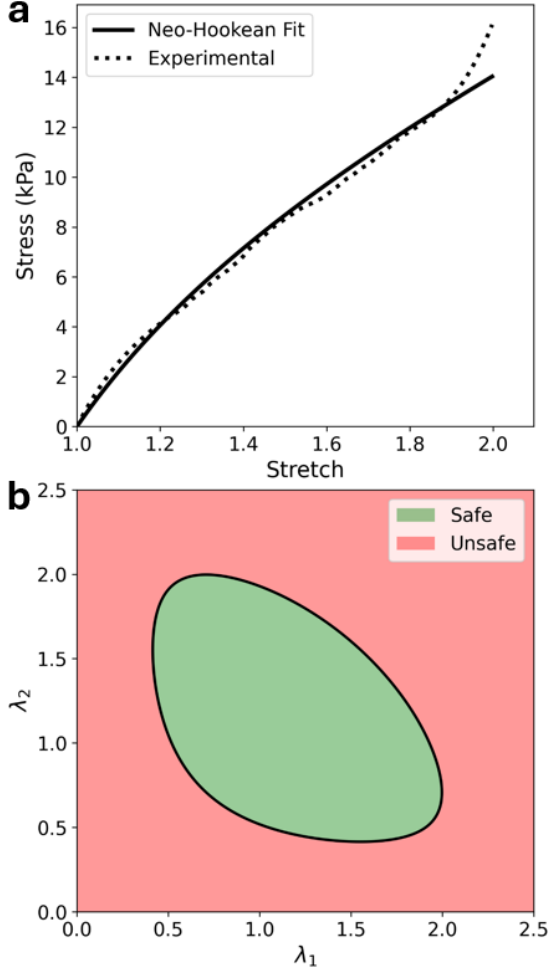 a
Neo-Hookean Fit
Experimental
16
14
12
10
8
6
4
2
0
Stress (kPa)
1.0 1.2 1.4 1.6 1.8 2.0
Stretch
b
Safe
Unsafe
2.5
2.0
1.5
1.0
0.5
0.0
λ2
0.0 0.5 1.0 1.5 2.0 2.5
λ1